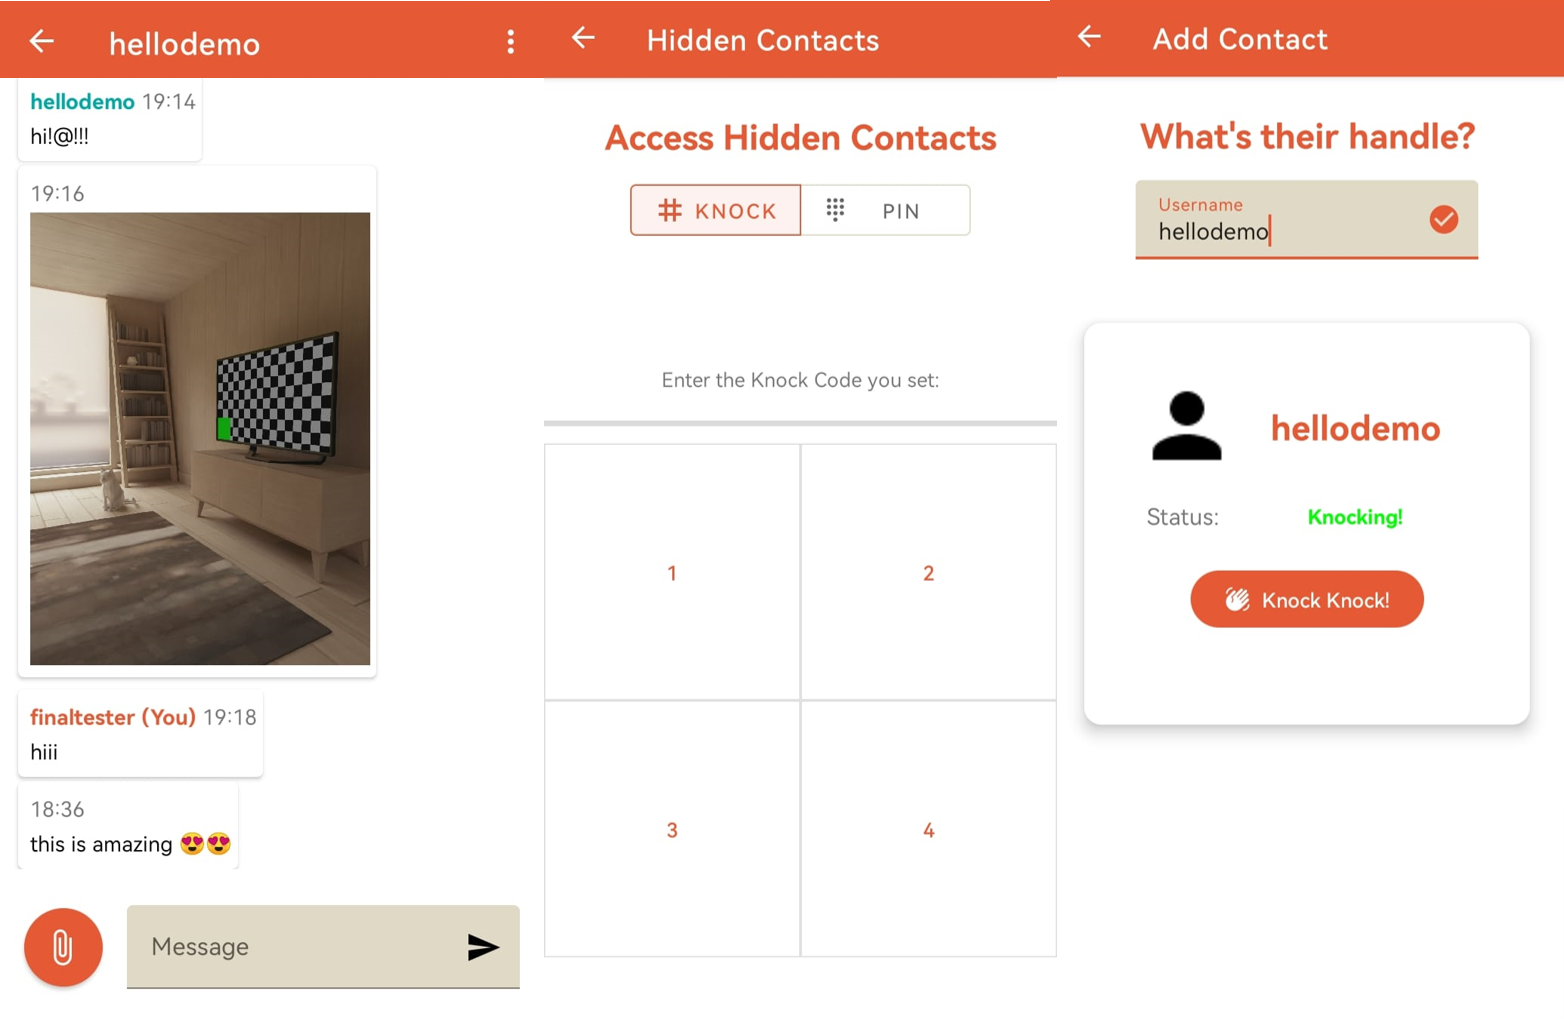 hellodemo
hellodemo 19:14
hi!@!!!
19:16
finaltester (You) 19:18
hiii
18:36
this is amazing 😍😍
Message
Hidden Contacts
Access Hidden Contacts
KNOCK
PIN
Enter the Knock Code you set:
1
2
3
4
Add Contact
What's their handle?
Username
hellodemo
hellodemo
Status:
Knocking!
Knock Knock!